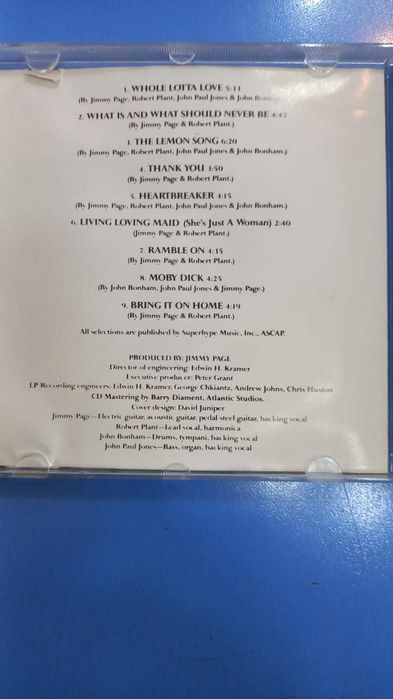 1. WHOLE LOTTA LOVE 5:33
(By Jimmy Page, Robert Plant, John Paul Jones & John
2. WHAT IS AND WHAT SHOULD NEVER BE 4:47
(By Jimmy Page & Robert Plant.)
3. THE LEMON SONG 6:20
(By Jimmy Page, Robert Plant, John Paul Jones & John Bonham.)
4. THANK YOU 3:50
(By Jimmy Page & Robert Plant.)
5. HEARTBREAKER 4:15
(By Jimmy Page, Robert Plant, John Paul Jones & John Bonham.)
6. LIVING LOVING MAID (She's Just A Woman) 2:40
(Jimmy Page & Robert Plant.)
7. RAMBLE ON 4:35
(By Jimmy Page & Robert Plant.)
8. MOBY DICK 4:25
(By John Bonham, John Paul Jones & Jimmy Page.)
9. BRING IT ON HOME 4:19
(By Jimmy Page & Robert Plant.)
All selections are published by Superhype Music, Inc., ASCAP.
PRODUCED BY: JIMMY PAGE
Director of engineering: Edwin H. Kramer
Executive producer: Peter Grant
LP Recording engineers: Edwin H. Kramer, George Chkiantz, Andrew Johns, Chris Huston
CD Mastering by Barry Diament, Atlantic Studios.
Cover design: David Juniper
Jimmy Page—Electric guitar, acoustic guitar, pedal steel guitar, backing vocal
Robert Plant—Lead vocal, harmonica
John Bonham—Drums, tympani, backing vocal
John Paul Jones—Bass, organ, backing vocal